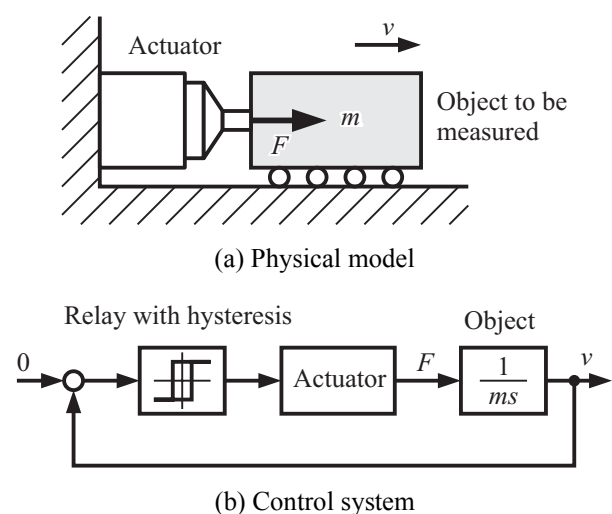 v
Actuator
Object to be
measured
m
F
(a) Physical model
Relay with hysteresis
Object
0
Actuator
F
1
ms
v
(b) Control system